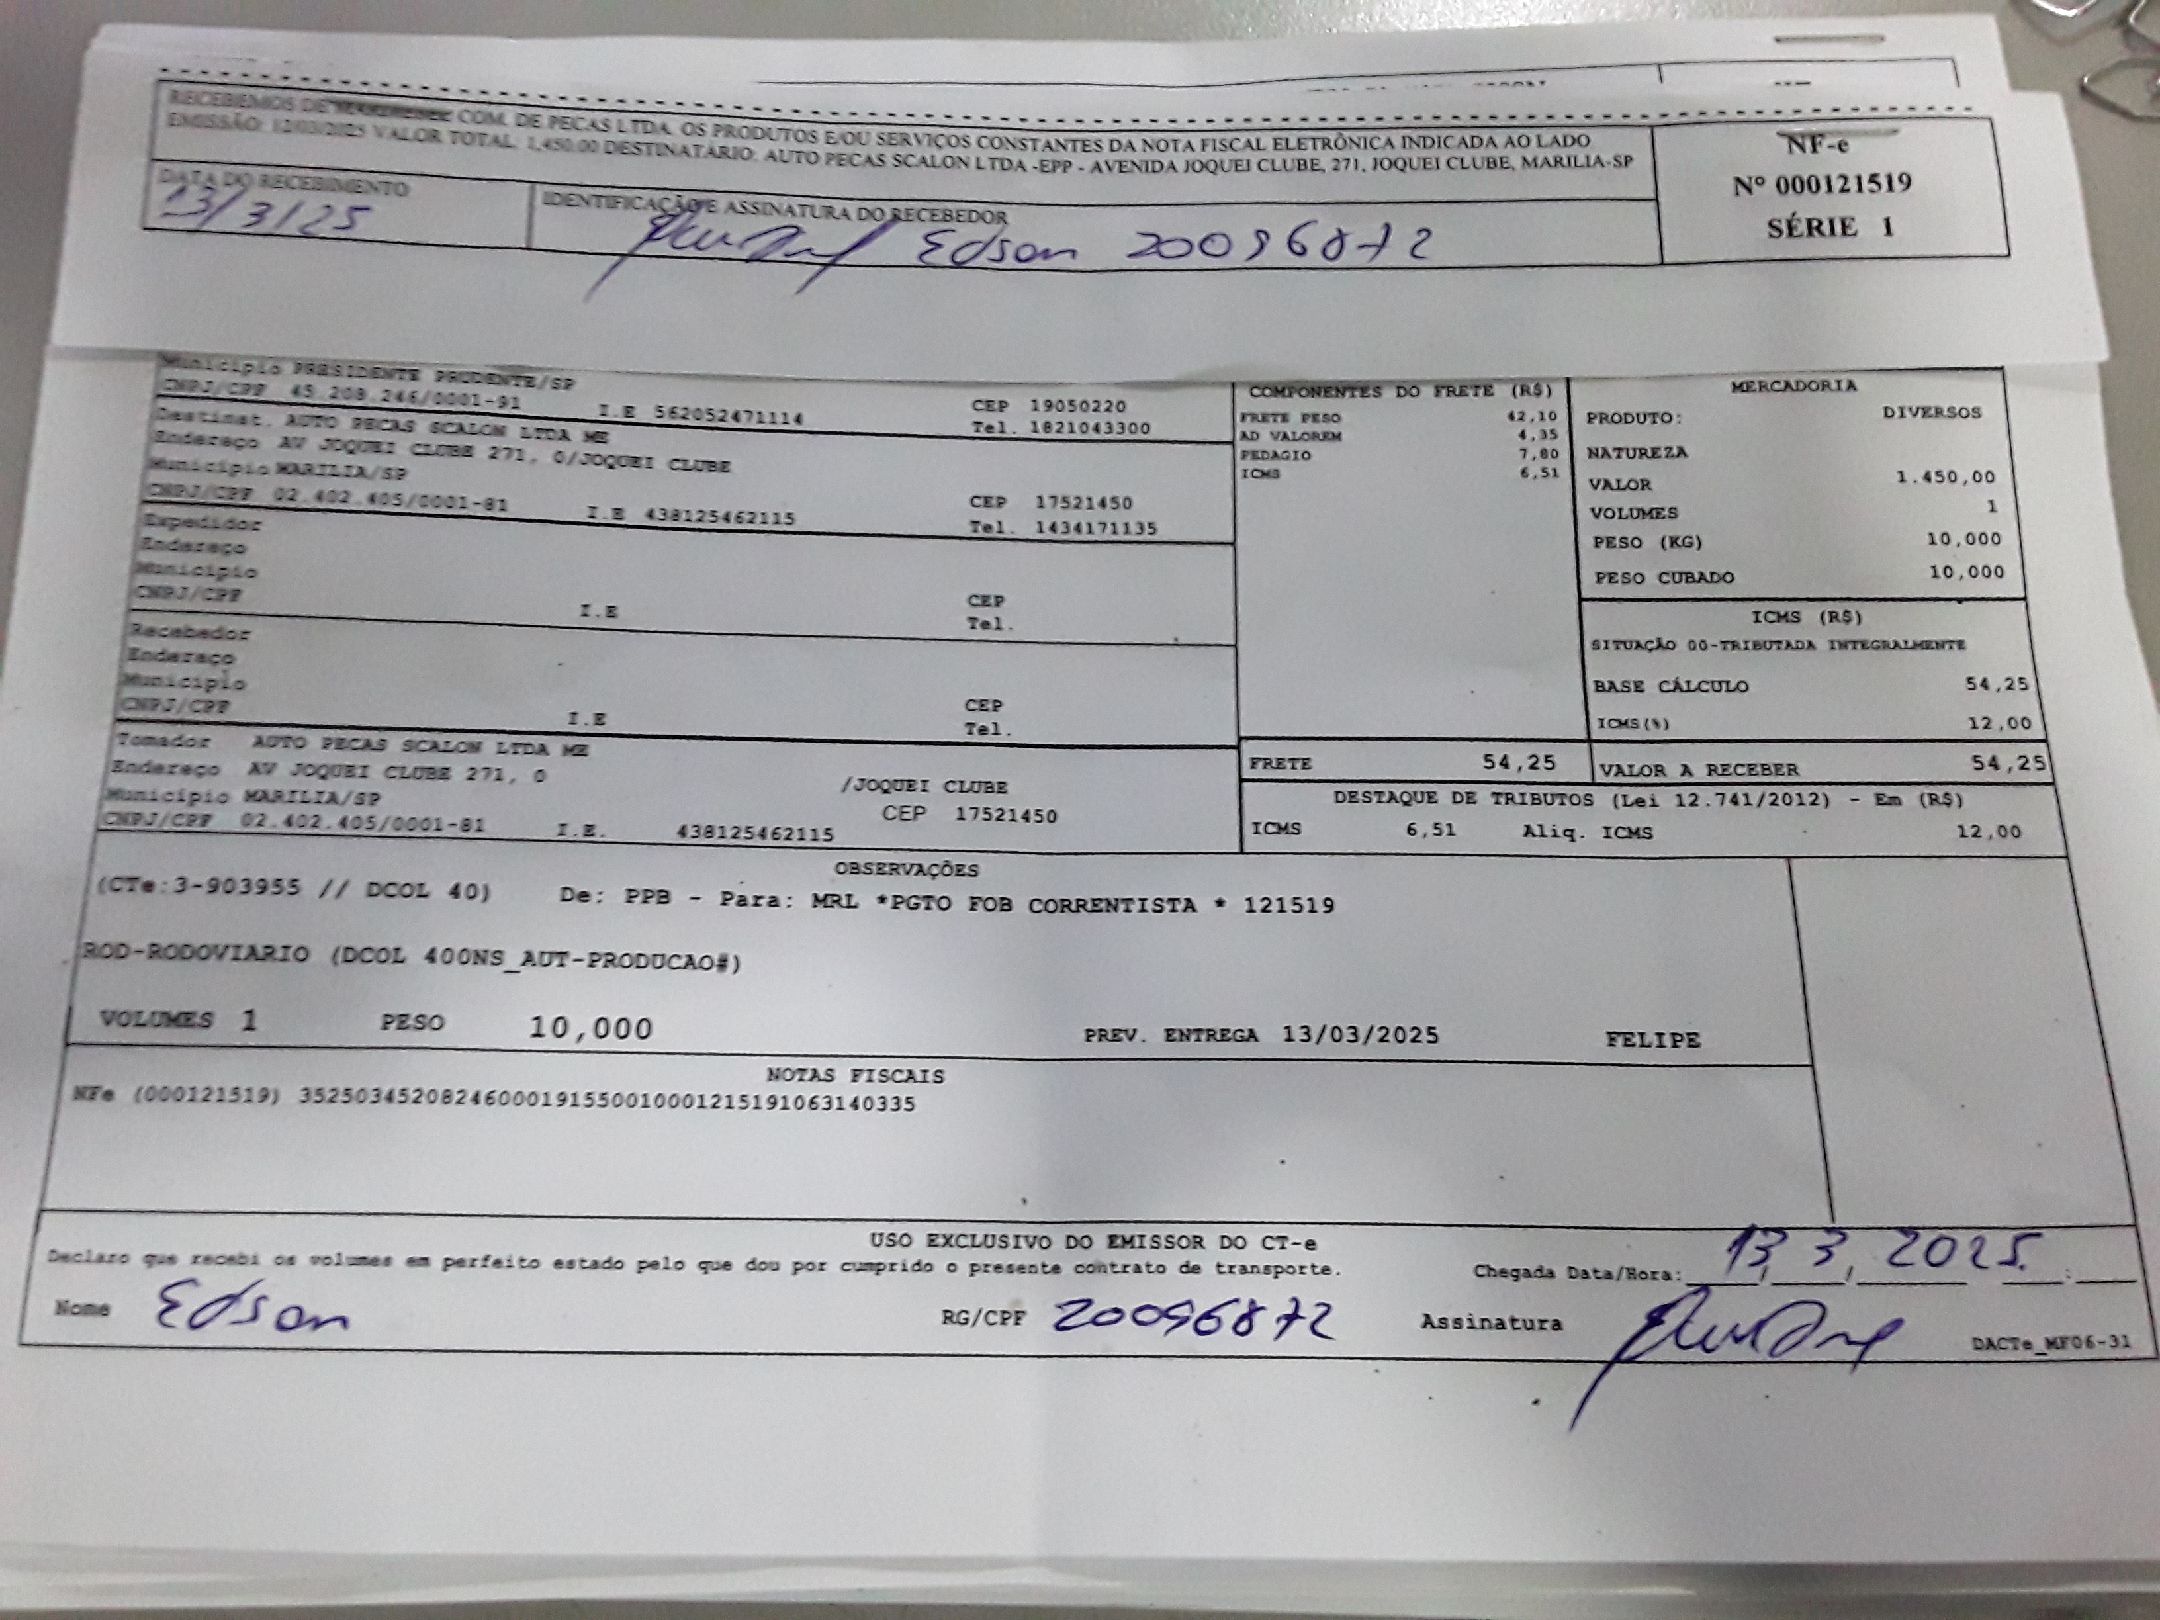 RECEBEMOS DE COM. DE PECAS LTDA. OS PRODUTOS E/OU SERVIÇOS CONSTANTES DA NOTA FISCAL ELETRÔNICA INDICADA AO LADO
EMISSÃO: 12/03/2025 VALOR TOTAL: 1,450.00 DESTINATARIO: AUTO PECAS SCALON LTDA -EPP - AVENIDA JOQUEI CLUBE, 271, JOQUEI CLUBE, MARILIA-SP
NF-e
Nº 000121519
SÉRIE 1
DATA DO RECEBIMENTO
13/3/25
IDENTIFICAÇÃO E ASSINATURA DO RECEBEDOR
Edson 20096872
Município PRESIDENTE PRUDENTE/SP
CNPJ/CPF 45.208.246/0001-91 I.E 562052471114
CEP 19050220
Tel. 1821043300
Destinat. AUTO PECAS SCALON LTDA ME
Endereço AV JOQUEI CLUBE 271, 0/JOQUEI CLUBE
Município MARILIA/SP
CNPJ/CPF 02.402.405/0001-81 I.E 438125462115
CEP 17521450
Tel. 1434171135
Expedidor
Endereço
Município
CNPJ/CPF I.E
CEP
Tel.
Recebedor
Endereço
Município
CNPJ/CPF I.E
CEP
Tel.
Tomador AUTO PECAS SCALON LTDA ME
Endereço AV JOQUEI CLUBE 271, 0 /JOQUEI CLUBE
Município MARILIA/SP CEP 17521450
CNPJ/CPF 02.402.405/0001-81 I.E. 438125462115
COMPONENTES DO FRETE (R$)
FRETE PESO 42,10
AD VALOREM 4,35
PEDAGIO 7,80
ICMS 6,51
FRETE 54,25
MERCADORIA
PRODUTO: DIVERSOS
NATUREZA
VALOR 1.450,00
VOLUMES 1
PESO (KG) 10,000
PESO CUBADO 10,000
ICMS (R$)
SITUAÇÃO 00-TRIBUTADA INTEGRALMENTE
BASE CÁLCULO 54,25
ICMS(%) 12,00
VALOR A RECEBER 54,25
DESTAQUE DE TRIBUTOS (Lei 12.741/2012) - Em (R$)
ICMS 6,51 Aliq. ICMS 12,00
OBSERVAÇÕES
(CTe:3-903955 // DCOL 40) De: PPB - Para: MRL *PGTO FOB CORRENTISTA * 121519
ROD-RODOVIARIO (DCOL 400NS_AUT-PRODUCAO#)
VOLUMES 1 PESO 10,000 PREV. ENTREGA 13/03/2025 FELIPE
NOTAS FISCAIS
NFe (000121519) 35250345208246000191550010001215191063140335
USO EXCLUSIVO DO EMISSOR DO CT-e
Declaro que recebi os volumes em perfeito estado pelo que dou por cumprido o presente contrato de transporte.
Chegada Data/Hora: 13, 3, 2025 :
Nome Edson RG/CPF 20096872 Assinatura
DACTe_MF06-31